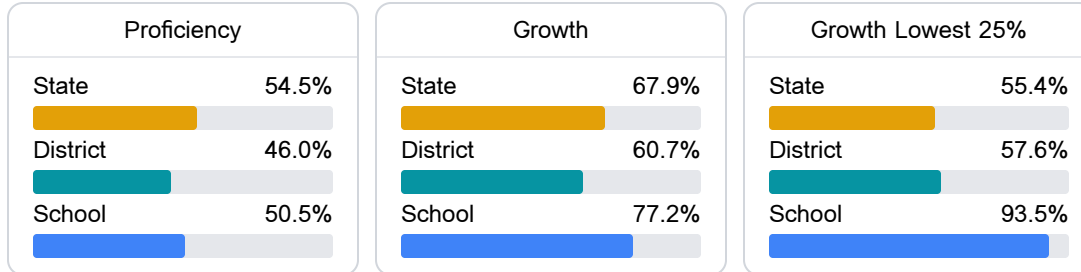 Proficiency
State 54.5%
District 46.0%
School 50.5%
Growth
State 67.9%
District 60.7%
School 77.2%
Growth Lowest 25%
State 55.4%
District 57.6%
School 93.5%